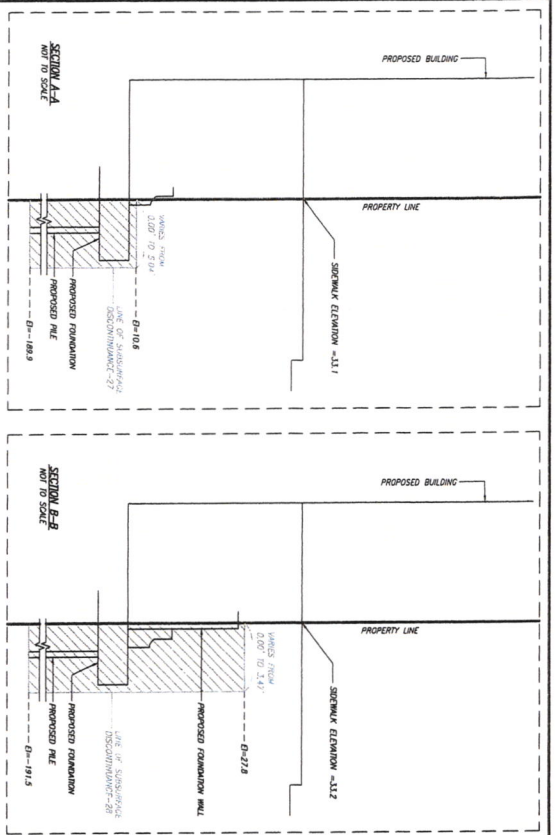 PROPOSED BUILDING
PROPERTY LINE
SIDEWALK ELEVATION =33.1
VARIES FROM
0.00' TO 5.04'
El=10.6
LINE OF SUBSURFACE
DISCONTINUANCE-27
PROPOSED FOUNDATION
PROPOSED PILE
El=-189.9
SECTION A-A
NOT TO SCALE
PROPOSED BUILDING
PROPERTY LINE
SIDEWALK ELEVATION =33.2
VARIES FROM
0.00' TO 3.47'
El=27.8
PROPOSED FOUNDATION WALL
LINE OF SUBSURFACE
DISCONTINUANCE-28
PROPOSED FOUNDATION
PROPOSED PILE
El=-191.5
SECTION B-B
NOT TO SCALE